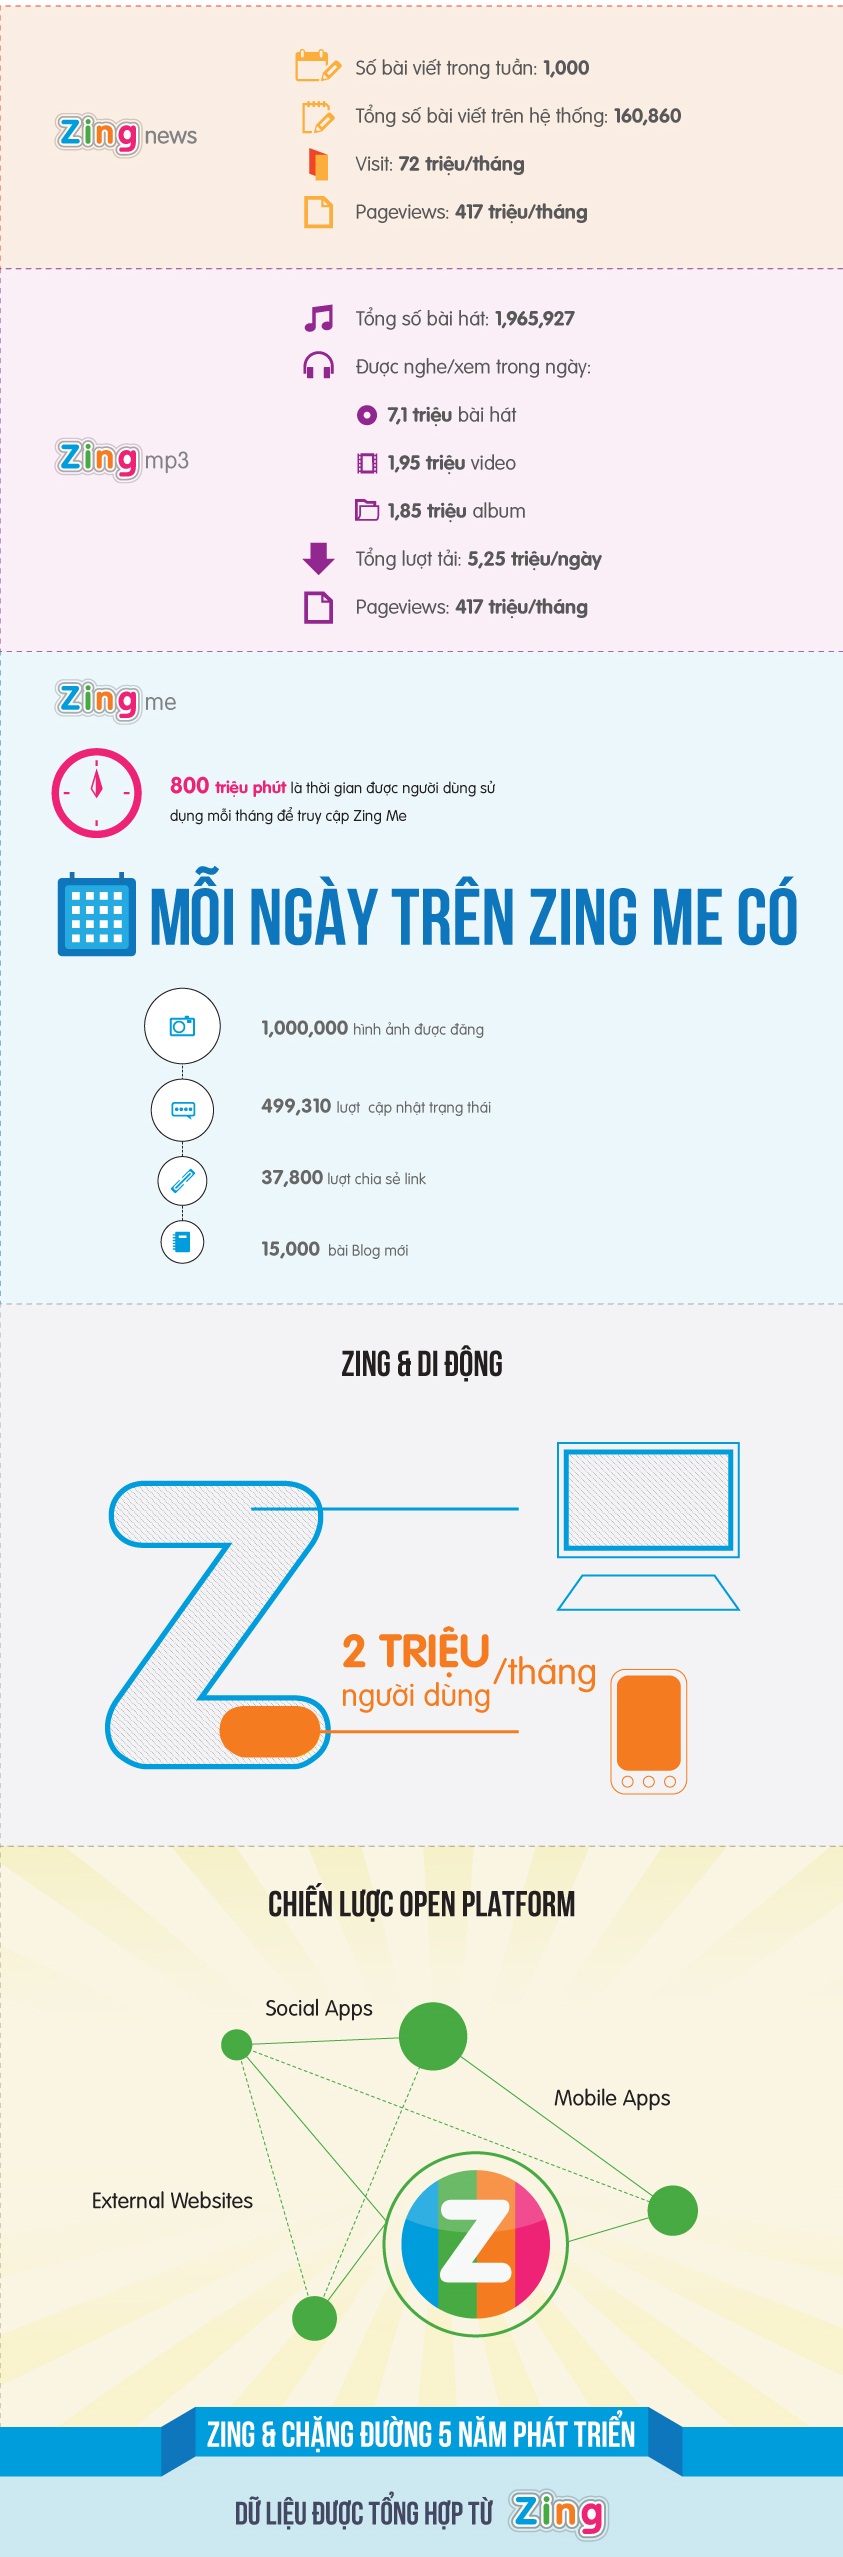 Zing news
Số bài viết trong tuần: 1,000
Tổng số bài viết trên hệ thống: 160,860
Visit: 72 triệu/tháng
Pageviews: 417 triệu/tháng
Zing mp3
Tổng số bài hát: 1,965,927
Được nghe/xem trong ngày:
7,1 triệu bài hát
1,95 triệu video
1,85 triệu album
Tổng lượt tải: 5,25 triệu/ngày
Pageviews: 417 triệu/tháng
Zing me
800 triệu phút là thời gian được người dùng sử
dụng mỗi tháng để truy cập Zing Me
MỖI NGÀY TRÊN ZING ME CÓ
1,000,000 hình ảnh được đăng
499,310 lượt cập nhật trạng thái
37,800 lượt chia sẻ link
15,000 bài Blog mới
ZING & DI ĐỘNG
2 TRIỆU
người dùng /tháng
CHIẾN LƯỢC OPEN PLATFORM
Social Apps
Mobile Apps
External Websites
Z
ZING & CHẶNG ĐƯỜNG 5 NĂM PHÁT TRIỂN
DỮ LIỆU ĐƯỢC TỔNG HỢP TỪ Zing